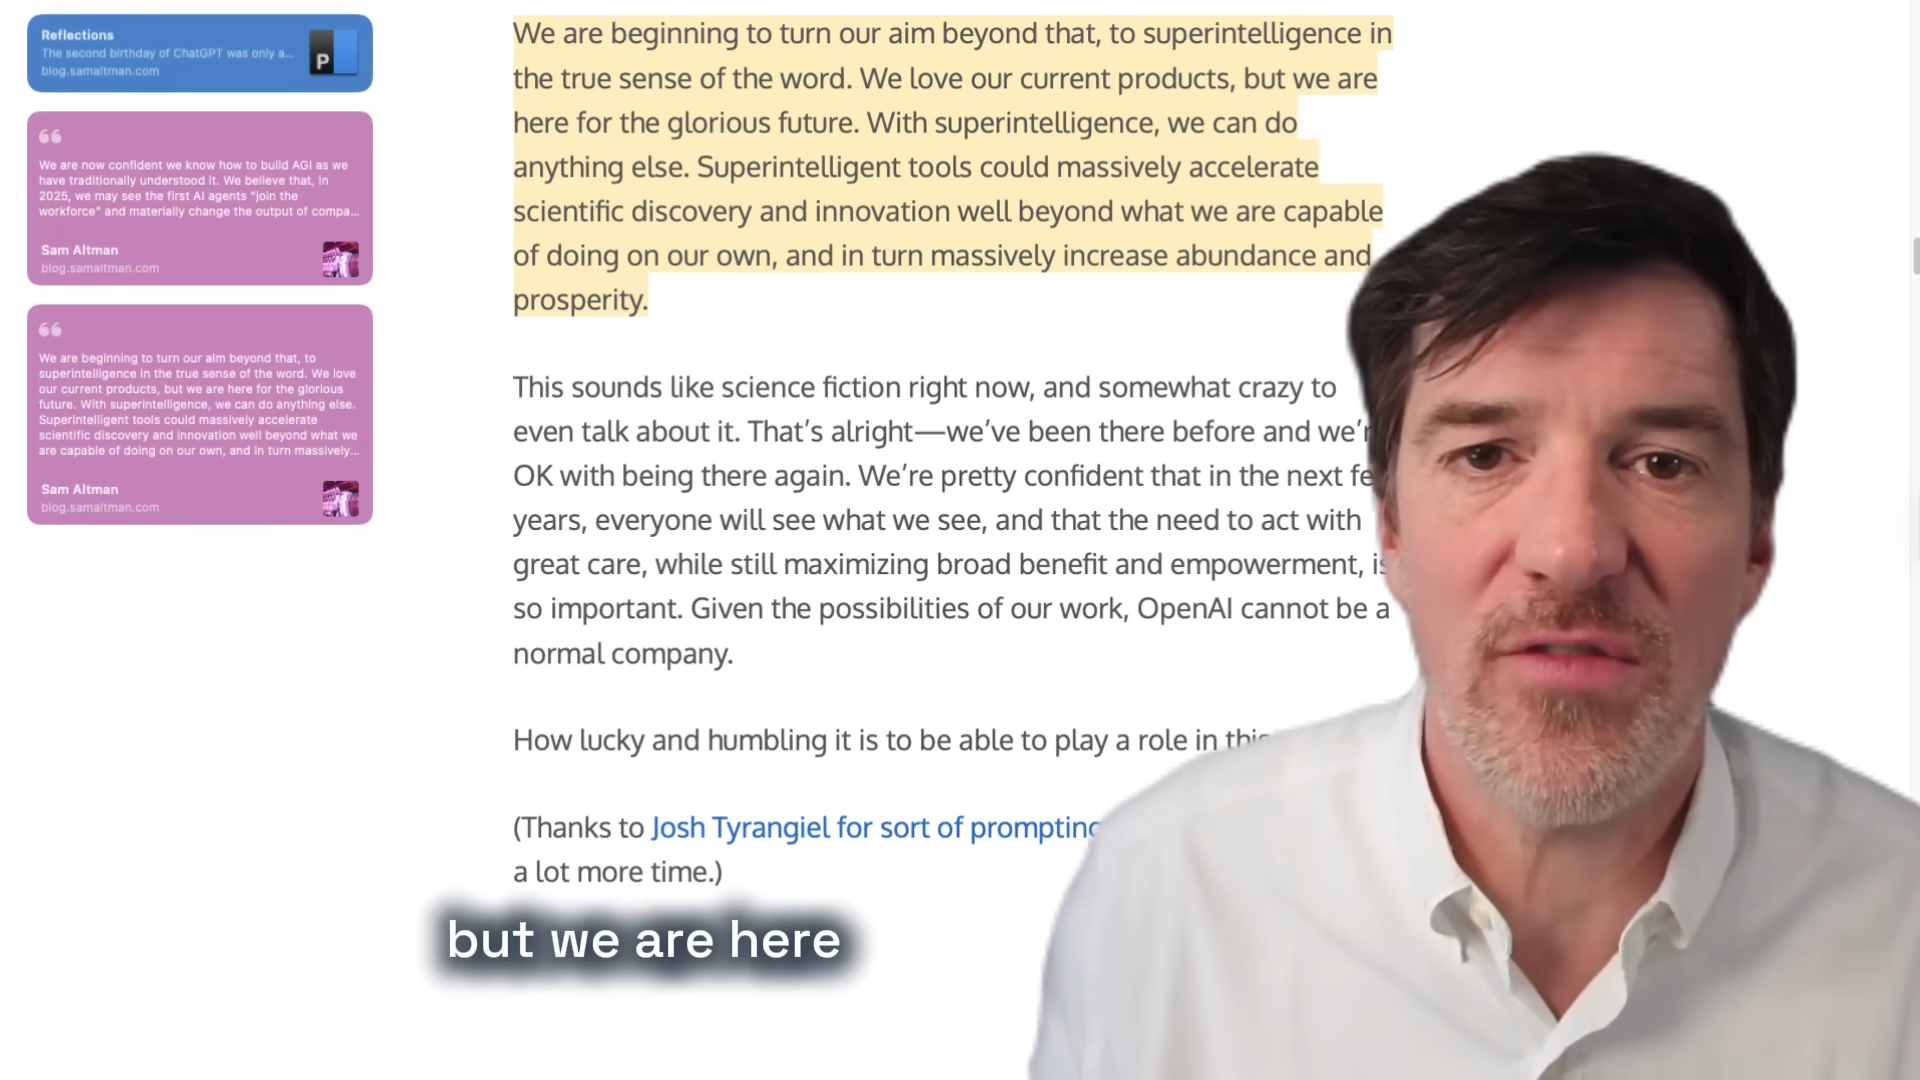 Reflections
The second birthday of ChatGPT was only a...
blog.samaltman.com
P
We are now confident we know how to build AGI as we
have traditionally understood it. We believe that, in
2025, we may see the first AI agents “join the
workforce” and materially change the output of compa...
Sam Altman
blog.samaltman.com
We are beginning to turn our aim beyond that, to
superintelligence in the true sense of the word. We love
our current products, but we are here for the glorious
future. With superintelligence, we can do anything else.
Superintelligent tools could massively accelerate
scientific discovery and innovation well beyond what we
are capable of doing on our own, and in turn massively...
Sam Altman
blog.samaltman.com
We are beginning to turn our aim beyond that, to superintelligence in
the true sense of the word. We love our current products, but we are
here for the glorious future. With superintelligence, we can do
anything else. Superintelligent tools could massively accelerate
scientific discovery and innovation well beyond what we are capable
of doing on our own, and in turn massively increase abundance and
prosperity.
This sounds like science fiction right now, and somewhat crazy to
even talk about it. That’s alright—we’ve been there before and
OK with being there again. We’re pretty confident that in the next
years, everyone will see what we see, and that the need to act with
great care, while still maximizing broad benefit and empowerment,
so important. Given the possibilities of our work, OpenAI cannot be a
normal company.
How lucky and humbling it is to be able to play a role in this
(Thanks to Josh Tyrangiel for sort of prompting
a lot more time.)
but we are here